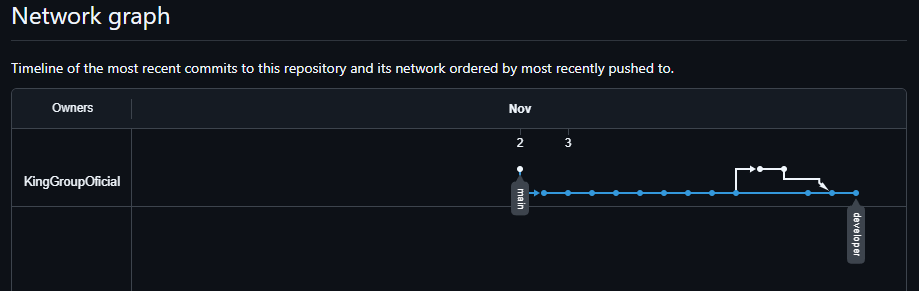 Network graph
Timeline of the most recent commits to this repository and its network ordered by most recently pushed to.
Owners
Nov
2
3
KingGroupOficial
main
developer